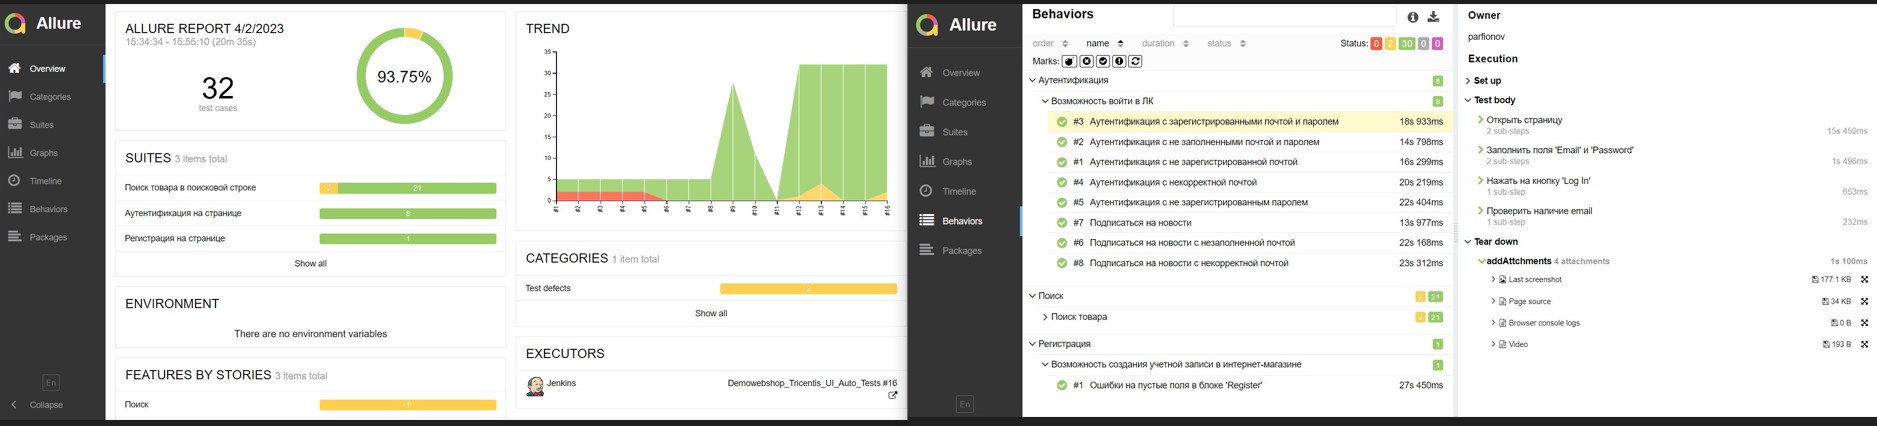 Allure
Overview
Categories
Suites
Graphs
Timeline
Behaviors
Packages
En
Collapse
ALLURE REPORT 4/2/2023
15:34:34 - 15:55:10 (20m 35s)
32
test cases
93.75%
SUITES 3 items total
Поиск товара в поисковой строке 2 21
Аутентификация на странице 8
Регистрация на странице 1
Show all
ENVIRONMENT
There are no environment variables
FEATURES BY STORIES 3 items total
Поиск 1
TREND
35
30
25
20
15
10
5
0
#1 #2 #3 #4 #5 #6 #7 #8 #9 #10 #11 #12 #13 #14 #15 #16
CATEGORIES 1 item total
Test defects 2
Show all
EXECUTORS
Jenkins Demowebshop_Tricentis_UI_Auto_Tests #16
Allure
Overview
Categories
Suites
Graphs
Timeline
Behaviors
Packages
En
Behaviors
order name duration status Status: 0 2 30 0 0
Marks:
Аутентификация 8
Возможность войти в ЛК 8
#3 Аутентификация с зарегистрированными почтой и паролем 18s 933ms
#2 Аутентификация с не заполненными почтой и паролем 14s 798ms
#1 Аутентификация с не зарегистрированной почтой 16s 299ms
#4 Аутентификация с некорректной почтой 20s 219ms
#5 Аутентификация с не зарегистрированным паролем 22s 404ms
#7 Подписаться на новости 13s 977ms
#6 Подписаться на новости с незаполненной почтой 22s 168ms
#8 Подписаться на новости с некорректной почтой 23s 312ms
Поиск 2 21
Поиск товара 2 21
Регистрация 1
Возможность создания учетной записи в интернет-магазине 1
#1 Ошибки на пустые поля в блоке 'Register' 27s 450ms
Owner
parfionov
Execution
Set up
Test body
Открыть страницу
2 sub-steps 15s 450ms
Заполнить поля 'Email' и 'Password'
2 sub-steps 1s 496ms
Нажать на кнопку 'Log In'
1 sub-step 653ms
Проверить наличие email
1 sub-step 232ms
Tear down
addAttchments 4 attachments 1s 100ms
Last screenshot 177.1 KB
Page source 34 KB
Browser console logs 0 B
Video 193 B